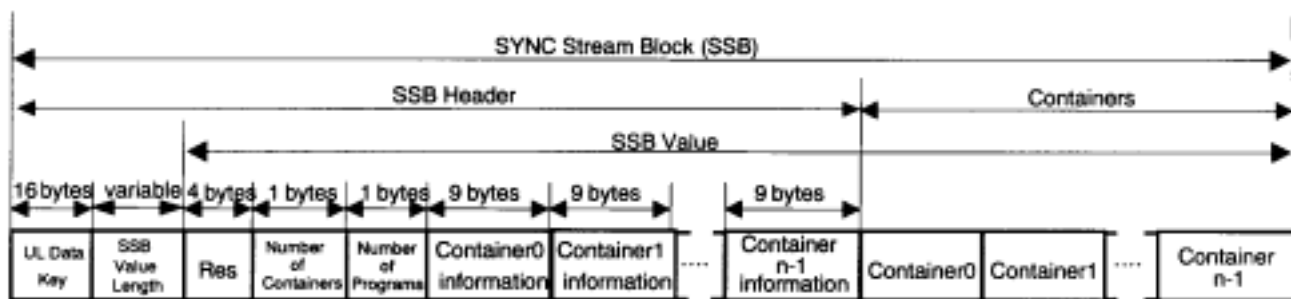 SYNC Stream Block (SSB)
SSB Header
Containers
SSB Value
16 bytes
variable
4 bytes
1 byte
1 byte
9 bytes
9 bytes
9 bytes
UL Data
Key
SSB
Value
Length
Res
Number
of
Containers
Number
of
Programs
Container0
information
Container1
information
....
Container
n-1
information
Container0
Container1
....
Container
n-1